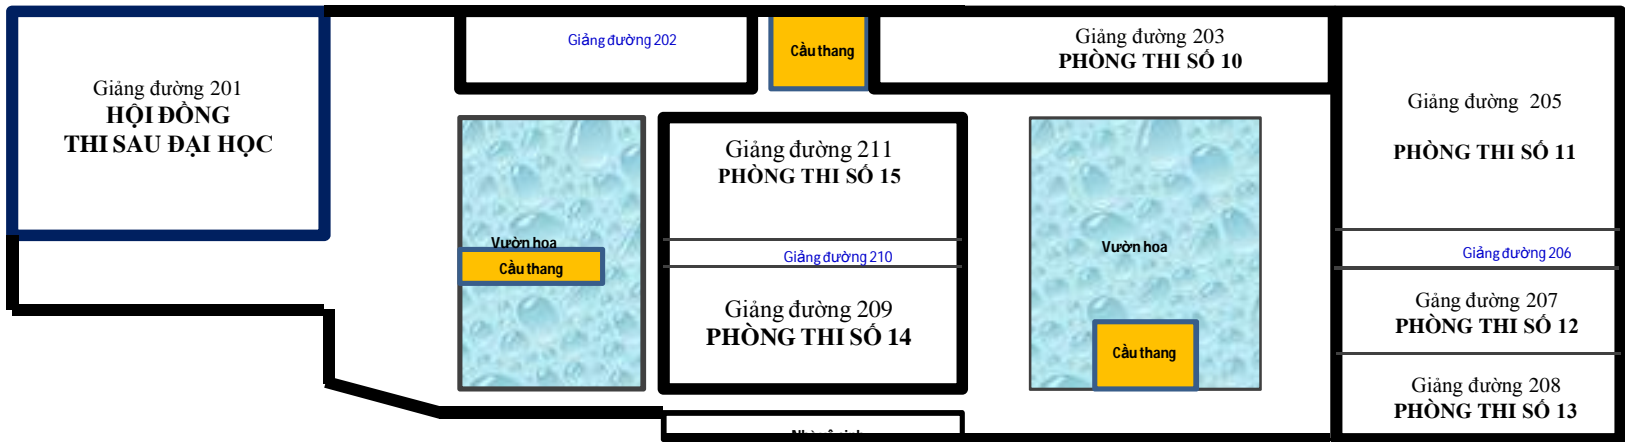 Giảng đường 201
HỘI ĐỒNG
THI SAU ĐẠI HỌC
Giảng đường 202
Cầu thang
Giảng đường 203
PHÒNG THI SỐ 10
Giảng đường 205
PHÒNG THI SỐ 11
Vườn hoa
Cầu thang
Giảng đường 211
PHÒNG THI SỐ 15
Giảng đường 210
Giảng đường 209
PHÒNG THI SỐ 14
Vườn hoa
Cầu thang
Giảng đường 206
Gảng đường 207
PHÒNG THI SỐ 12
Giảng đường 208
PHÒNG THI SỐ 13